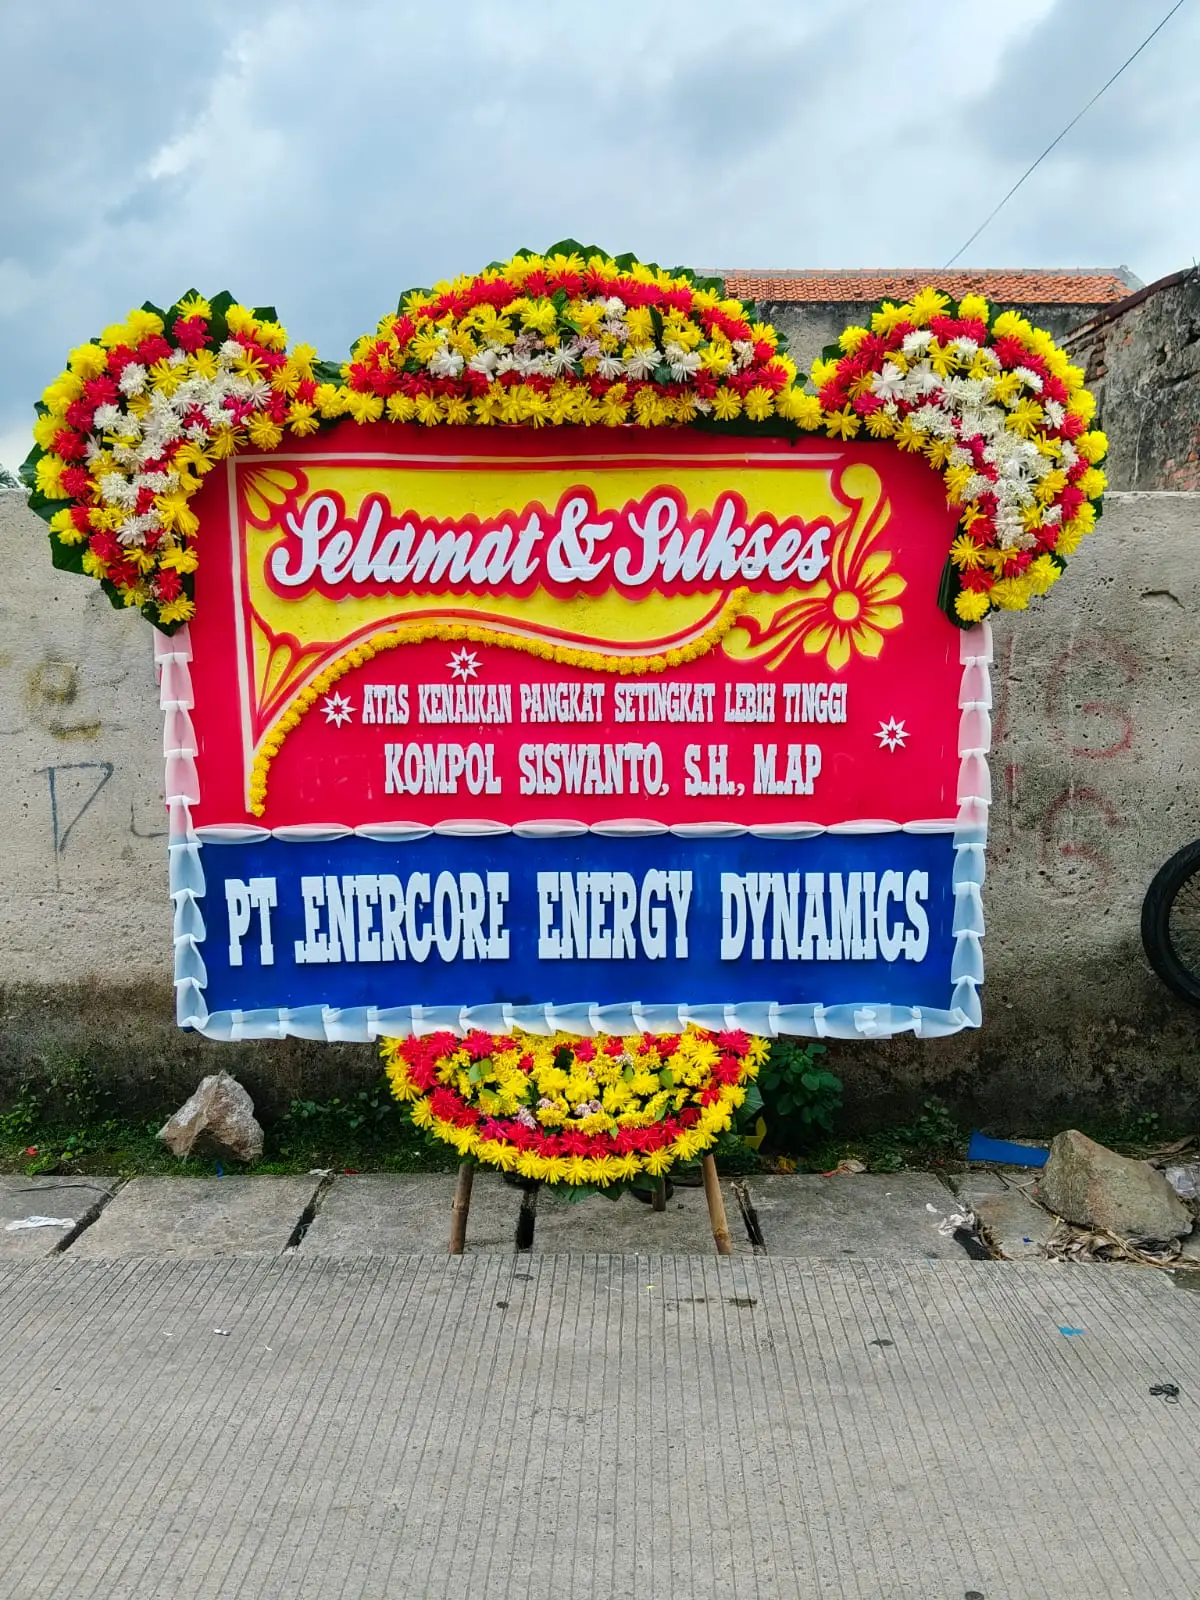 Selamat & Sukses
ATAS KENAIKAN PANGKAT SETINGKAT LEBIH TINGGI
KOMPOL SISWANTO, S.H., M.AP
PT .ENERCORE ENERGY DYNAMICS